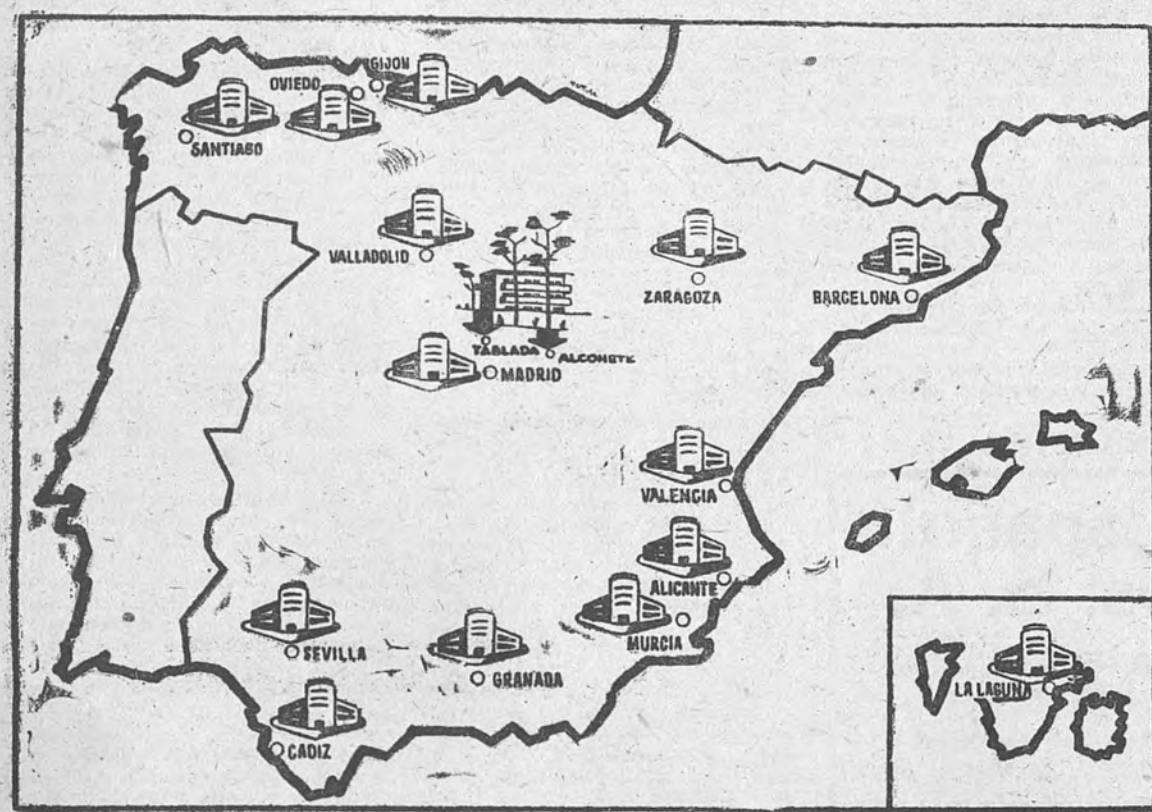 GIJON
OVIEDO
SANTIAGO
VALLADOLID
ZARAGOZA
BARCELONA
TABLADA
ALCOHETE
MADRID
VALENCIA
ALICANTE
MURCIA
SEVILLA
GRANADA
CADIZ
LA LAGUNA